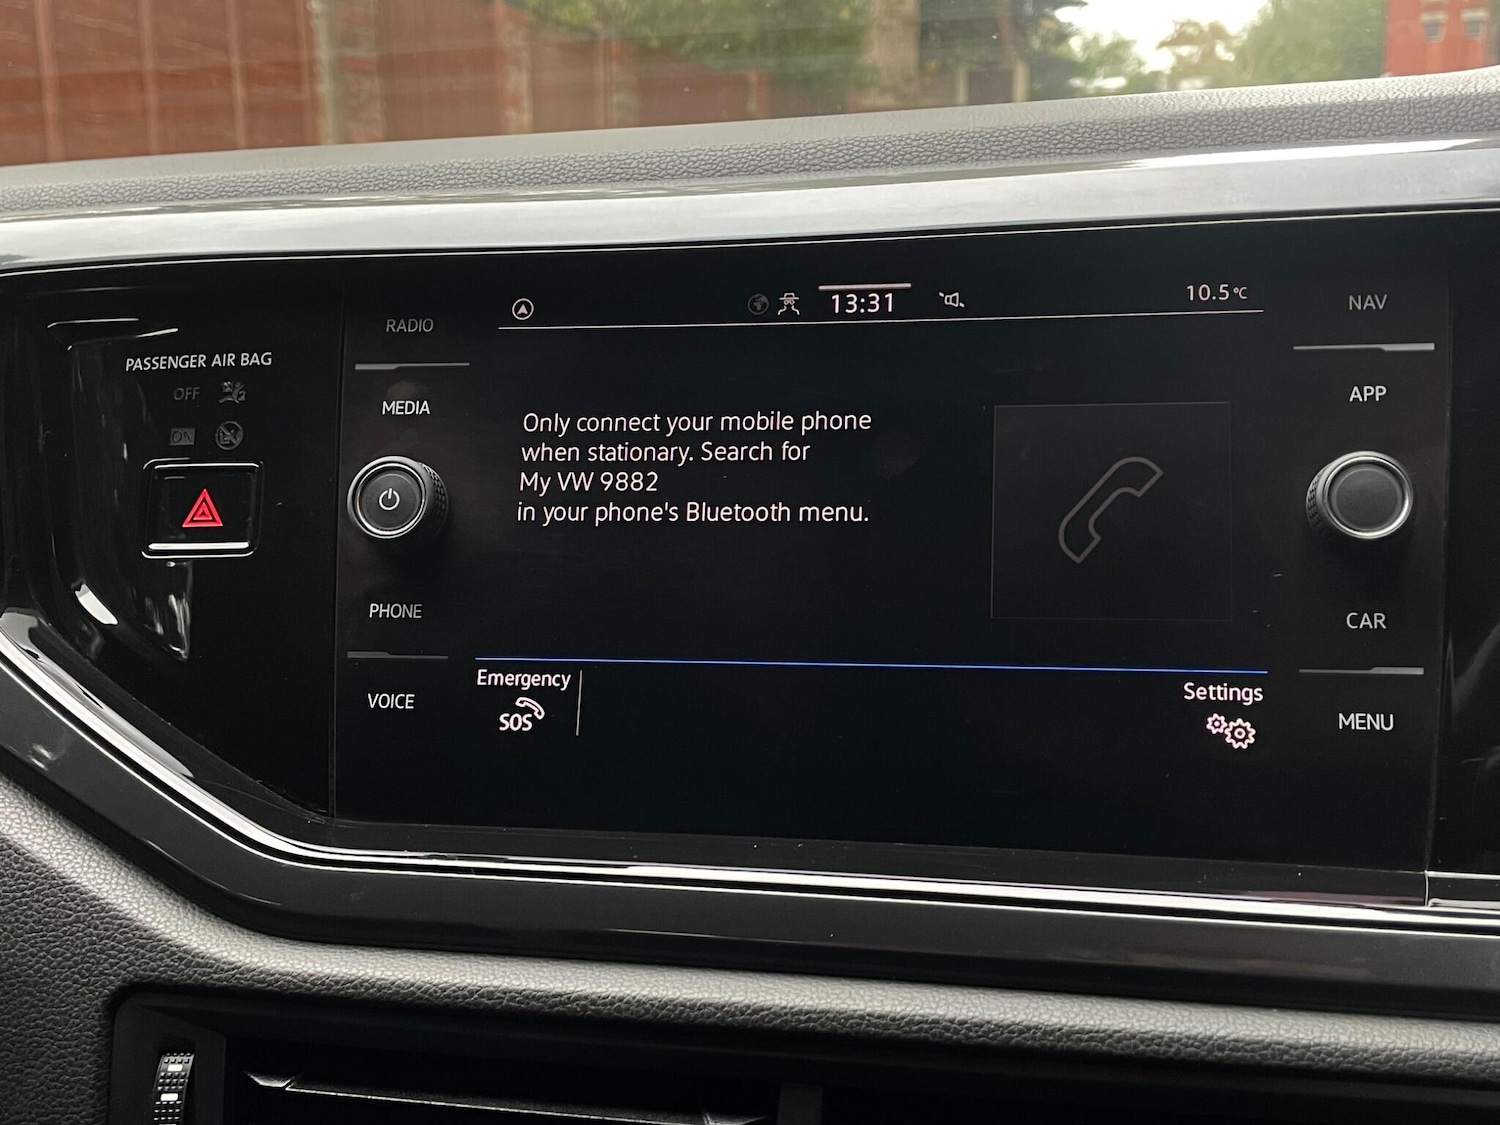 13:31
10.5°C
RADIO
NAV
PASSENGER AIR BAG
OFF
ON
MEDIA
APP
Only connect your mobile phone
when stationary. Search for
My VW 9882
in your phone's Bluetooth menu.
PHONE
CAR
Emergency
SOS
Settings
VOICE
MENU